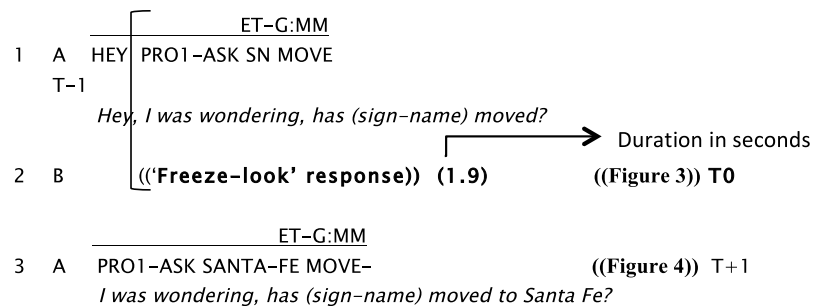 ET-G:MM
1 A HEY PRO1-ASK SN MOVE
T-1
Hey, I was wondering, has (sign-name) moved?
Duration in seconds
2 B ((‘Freeze-look’ response)) (1.9) ((Figure 3)) T0
ET-G:MM
3 A PRO1-ASK SANTA-FE MOVE- ((Figure 4)) T+1
I was wondering, has (sign-name) moved to Santa Fe?